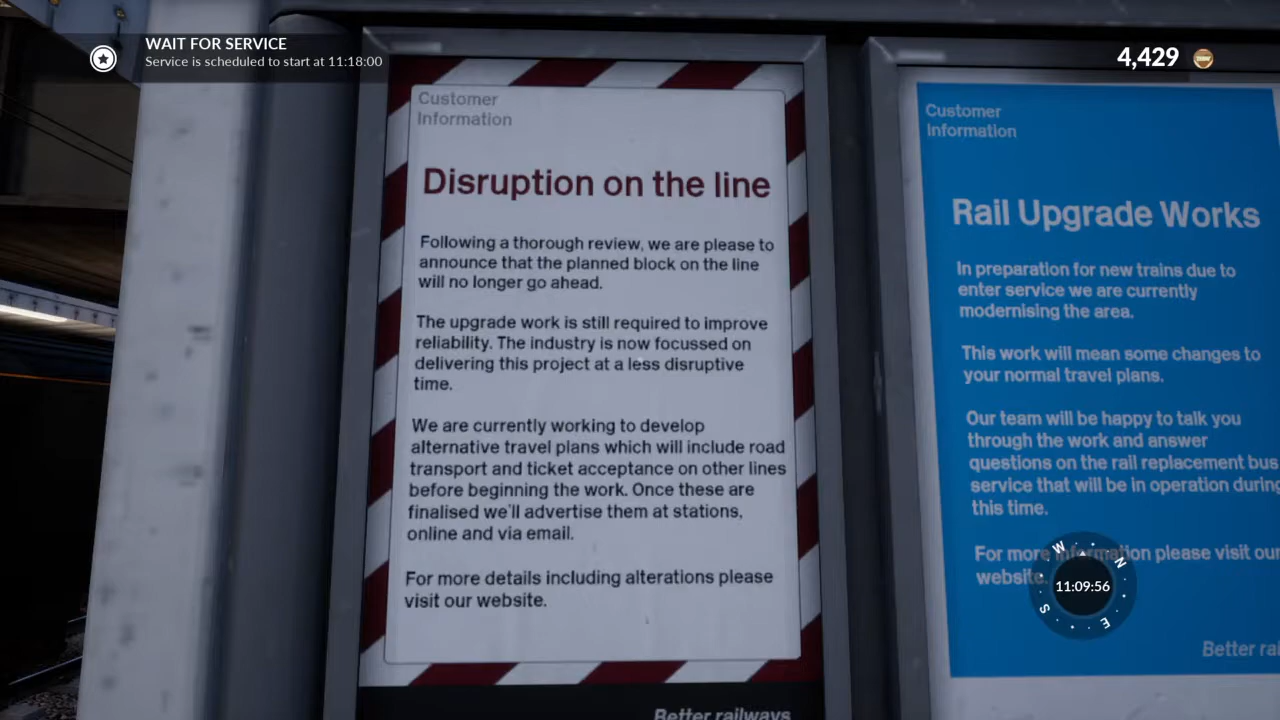 WAIT FOR SERVICE
Service is scheduled to start at 11:18:00
4,429
Customer
Information
Disruption on the line
Following a thorough review, we are please to
announce that the planned block on the line
will no longer go ahead.
The upgrade work is still required to improve
reliability. The industry is now focussed on
delivering this project at a less disruptive
time.
We are currently working to develop
alternative travel plans which will include road
transport and ticket acceptance on other lines
before beginning the work. Once these are
finalised we'll advertise them at stations,
online and via email.
For more details including alterations please
visit our website.
Better railways
Customer
Information
Rail Upgrade Works
In preparation for new trains due to
enter service we are currently
modernising the area.
This work will mean some changes to
your normal travel plans.
Our team will be happy to talk you
through the work and answer
questions on the rail replacement bus
service that will be in operation during
this time.
For more information please visit our
website.
Better rai
W
N
11:09:56
S
E